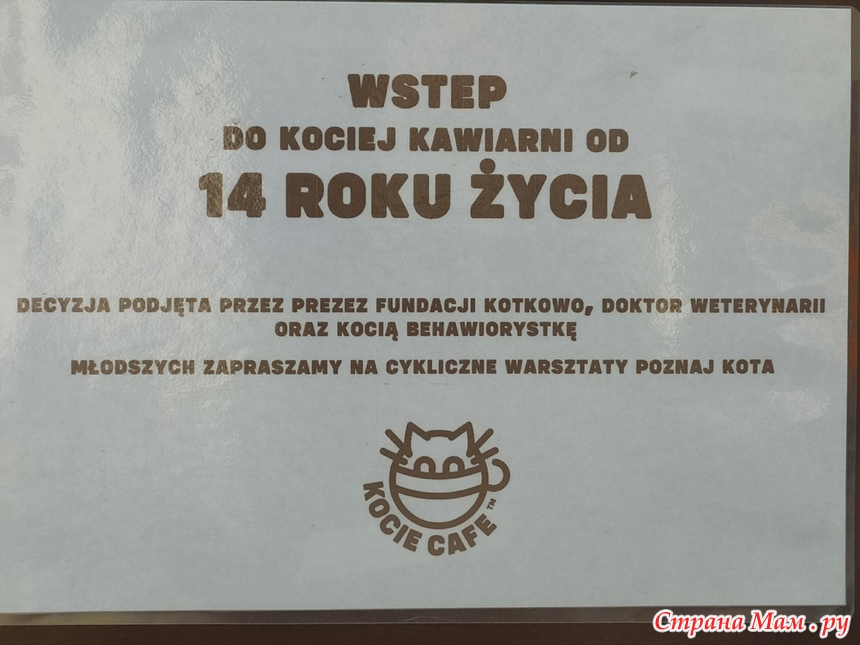 WSTEP
DO KOCIEJ KAWIARNI OD
14 ROKU ŻYCIA
DECYZJA PODJĘTA PRZEZ PREZEZ FUNDACJI KOTKOWO, DOKTOR WETERYNARII
ORAZ KOCIĄ BEHAWIORYSTKĘ
MŁODSZYCH ZAPRASZAMY NA CYKLICZNE WARSZTATY POZNAJ KOTA
KOCIE CAFE™
Страна Мам.ру